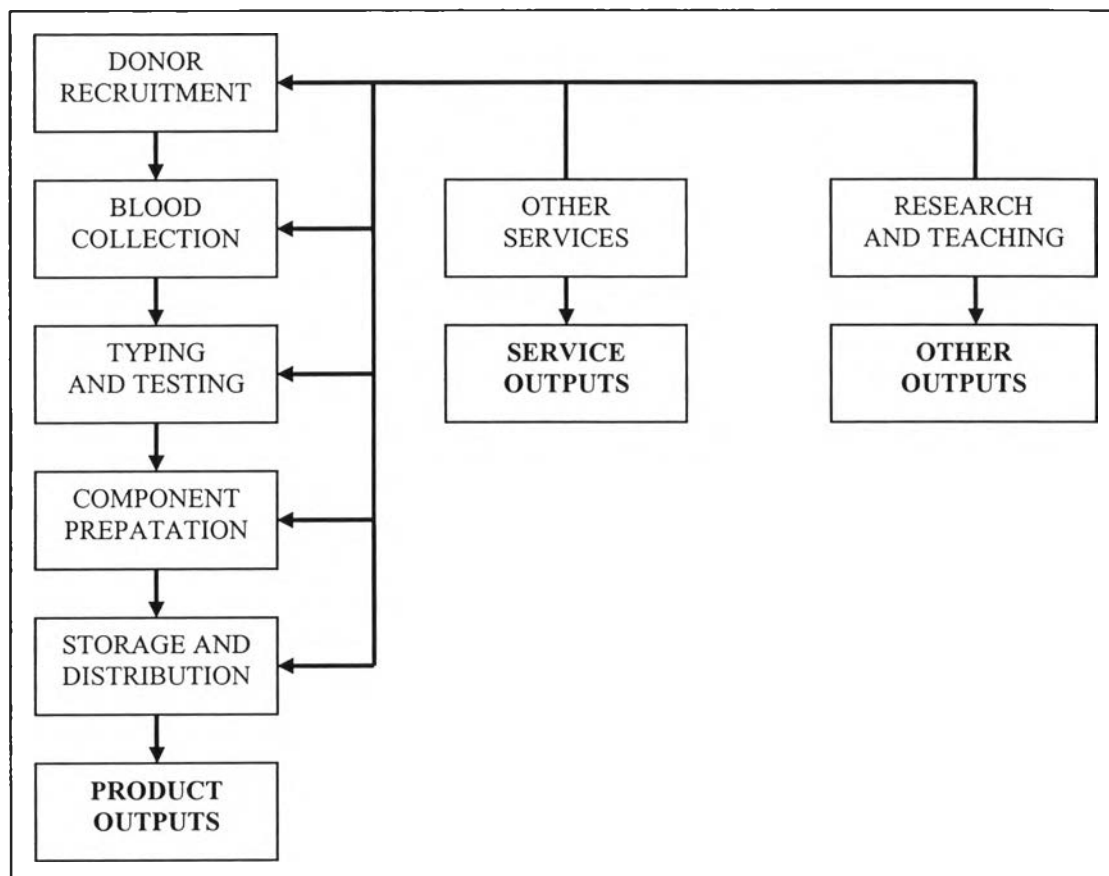 DONOR
RECRUITMENT
BLOOD
COLLECTION
TYPING
AND TESTING
COMPONENT
PREPATATION
STORAGE AND
DISTRIBUTION
PRODUCT
OUTPUTS
OTHER
SERVICES
SERVICE
OUTPUTS
RESEARCH
AND TEACHING
OTHER
OUTPUTS